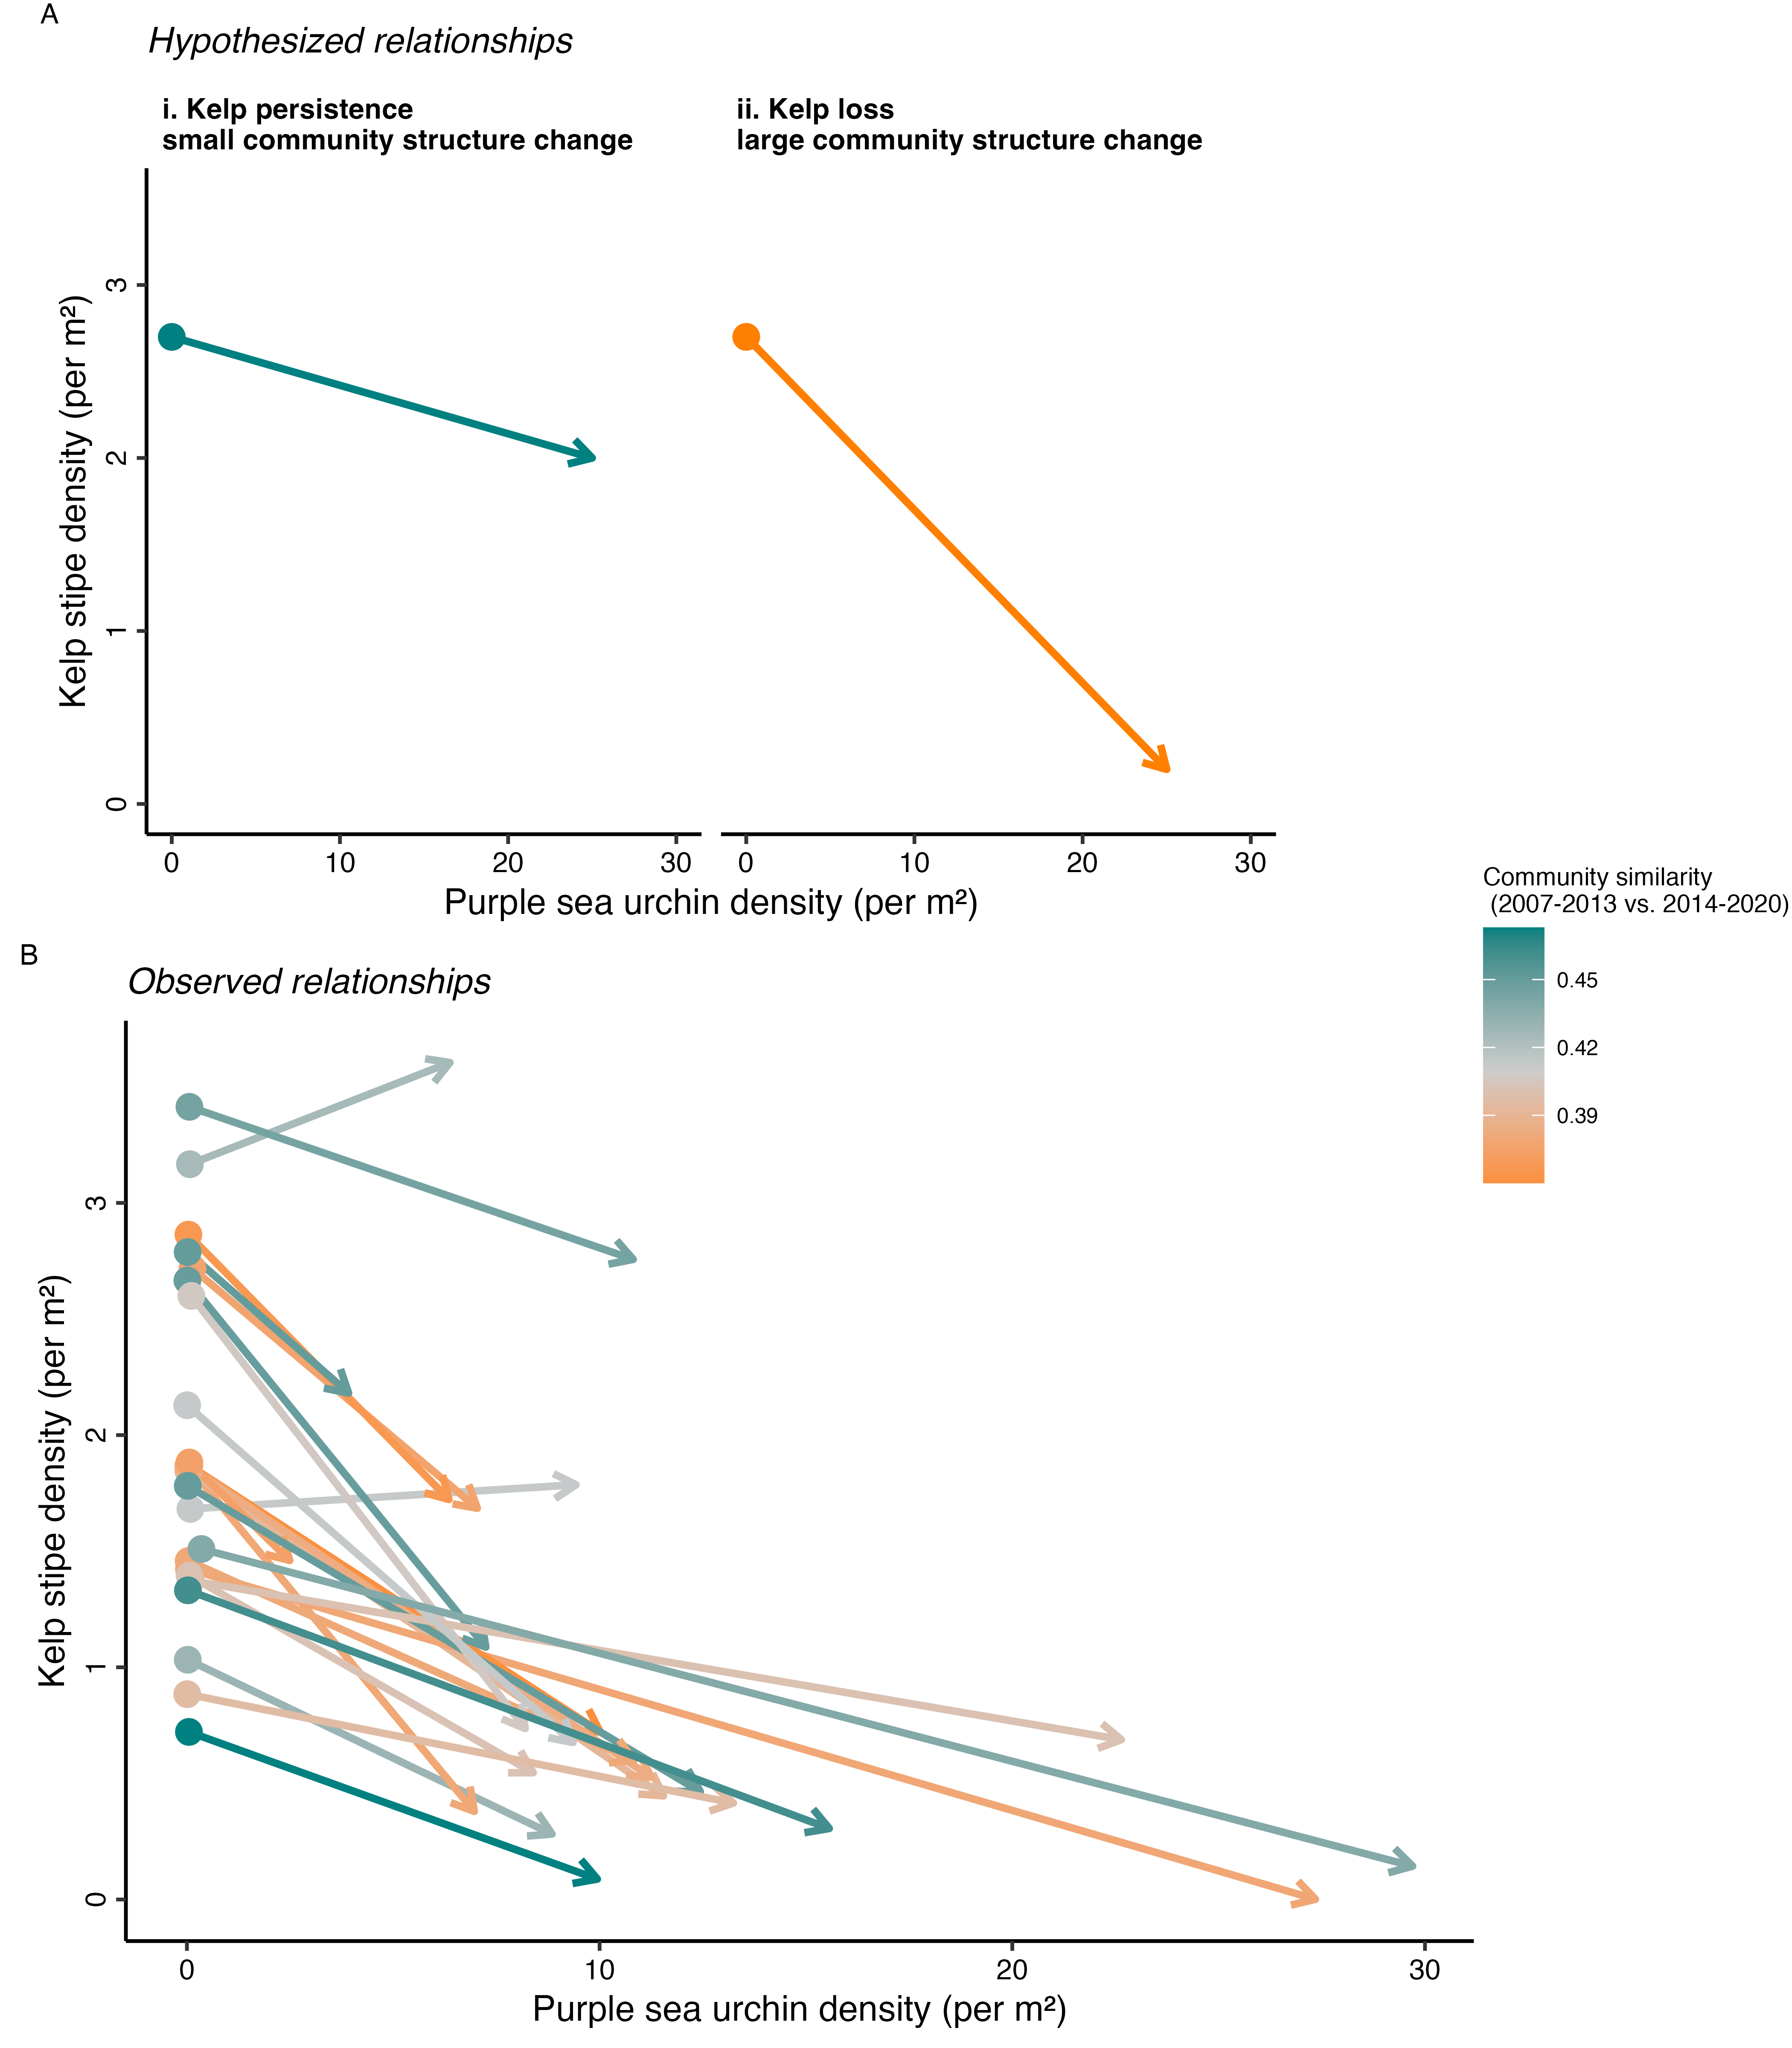 A
Hypothesized relationships
i. Kelp persistence
small community structure change
ii. Kelp loss
large community structure change
Kelp stipe density (per m²)
3
2
1
0
0 10 20 30
0 10 20 30
Purple sea urchin density (per m²)
Community similarity
(2007-2013 vs. 2014-2020)
0.45
0.42
0.39
B
Observed relationships
Kelp stipe density (per m²)
3
2
1
0
0 10 20 30
Purple sea urchin density (per m²)